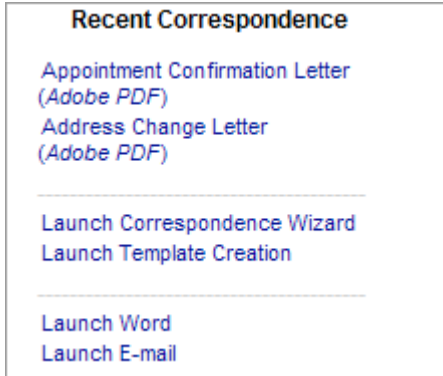 Recent Correspondence
Appointment Confirmation Letter
(Adobe PDF)
Address Change Letter
(Adobe PDF)
Launch Correspondence Wizard
Launch Template Creation
Launch Word
Launch E-mail